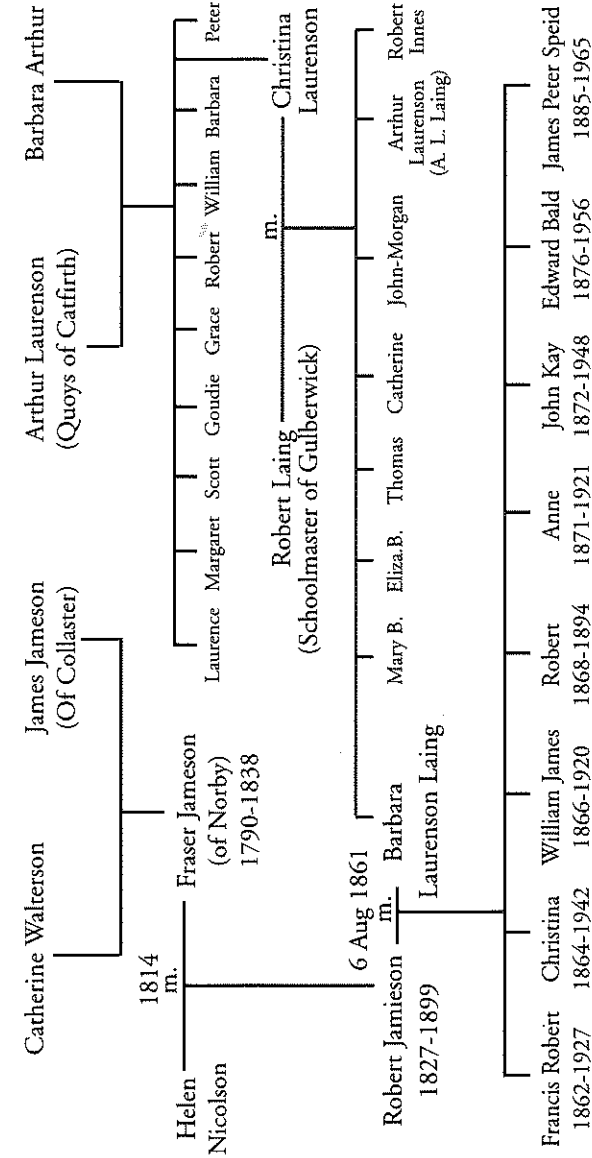 Catherine Walterson
James Jameson
(Of Collaster)
Arthur Laurenson
(Quoys of Catfirth)
Barbara Arthur
1814
m.
Helen
Nicolson
Fraser Jameson
(of Norby)
1790-1838
Laurence Margaret Scott Goudie Grace Robert William Barbara Peter
Robert Laing
(Schoolmaster of Gulberwick)
m.
Christina
Laurenson
6 Aug 1861
m.
Robert Jamieson
1827-1899
Barbara
Laurenson Laing
Mary B. Eliza.B. Thomas Catherine John-Morgan
Arthur
Laurenson
(A. L. Laing)
Robert
Innes
Francis Robert
1862-1927
Christina
1864-1942
William James
1866-1920
Robert
1868-1894
Anne
1871-1921
John Kay
1872-1948
Edward Bald
1876-1956
James Peter Speid
1885-1965